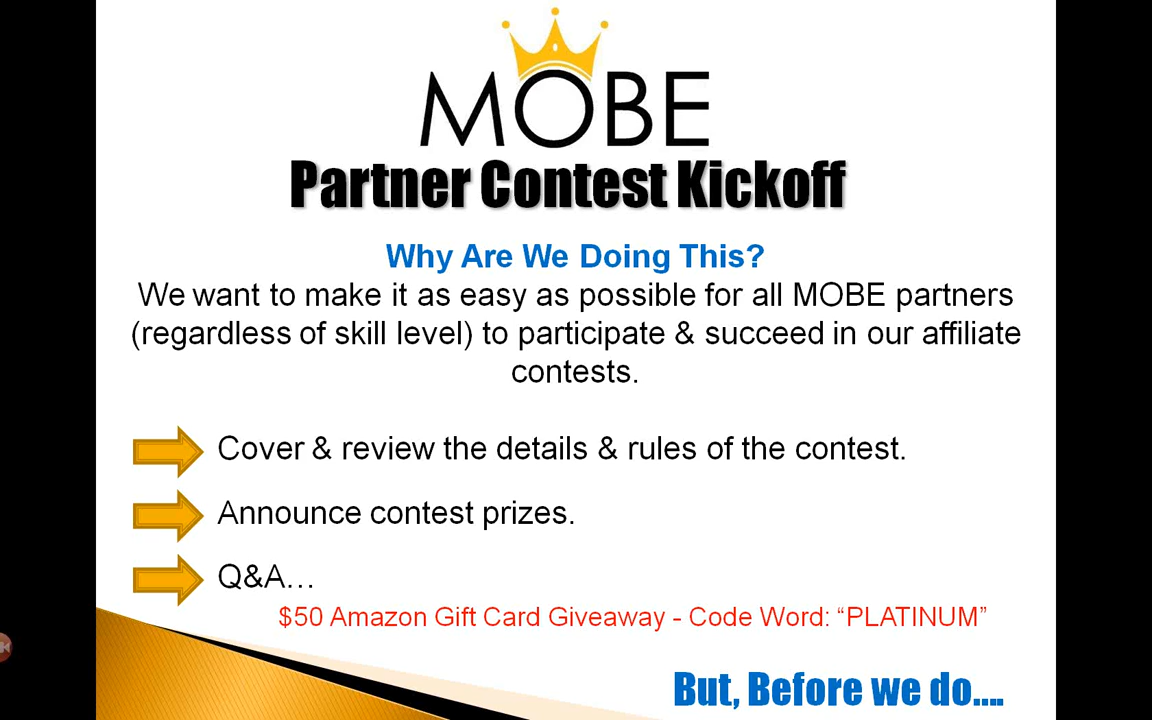 MOBE
Partner Contest Kickoff
Why Are We Doing This?
We want to make it as easy as possible for all MOBE partners
(regardless of skill level) to participate & succeed in our affiliate
contests.
Cover & review the details & rules of the contest.
Announce contest prizes.
Q&A…
$50 Amazon Gift Card Giveaway - Code Word: “PLATINUM”
But, Before we do....